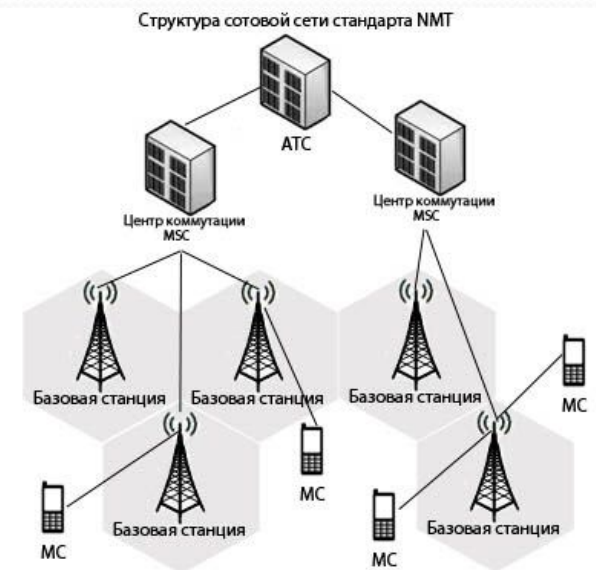 Структура сотовой сети стандарта NMT
АТС
Центр коммутации
MSC
Центр коммутации
MSC
Базовая станция
Базовая станция
Базовая станция
МС
МС
МС
Базовая станция
Базовая станция
МС